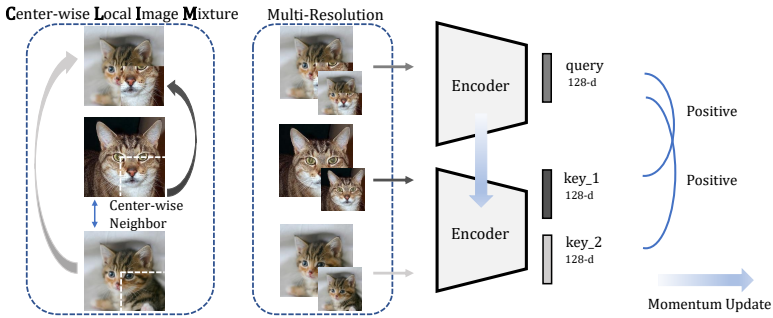 Center-wise Local Image Mixture
Multi-Resolution
Center-wise
Neighbor
Encoder
Encoder
query
128-d
key_1
128-d
key_2
128-d
Positive
Positive
Momentum Update